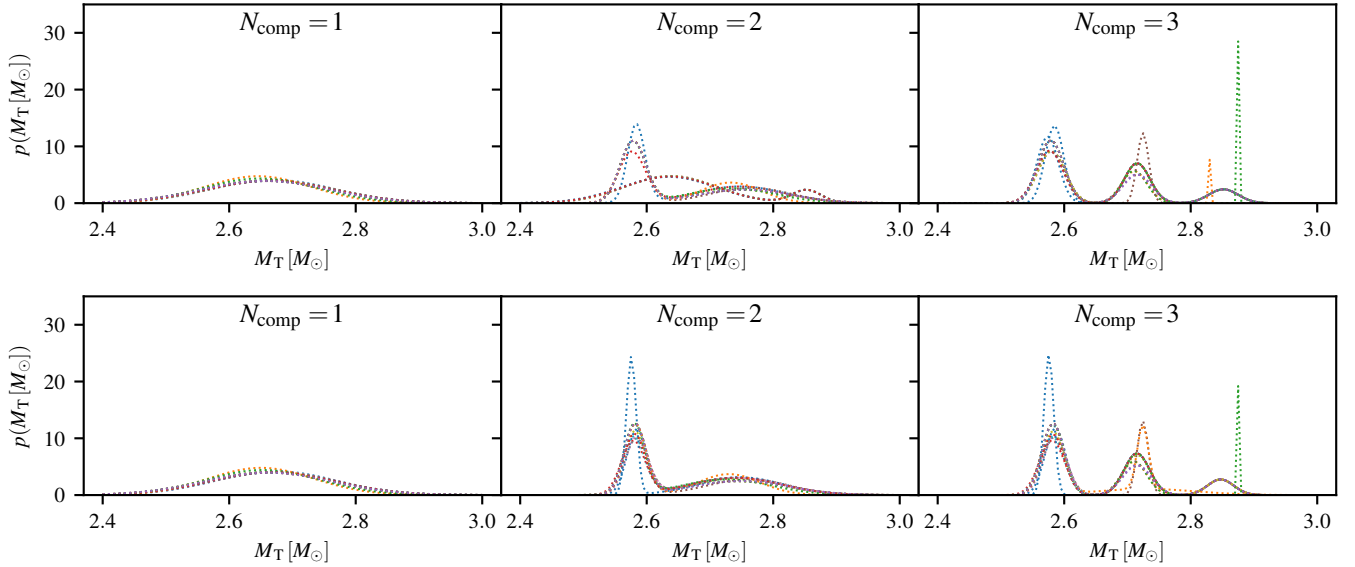 N_comp = 1 N_comp = 2 N_comp = 3
p(M_T [M_⊙])
30
20
10
0
2.4 2.6 2.8 3.0 2.4 2.6 2.8 2.4 2.6 2.8 3.0
M_T [M_⊙] M_T [M_⊙] M_T [M_⊙]
N_comp = 1 N_comp = 2 N_comp = 3
p(M_T [M_⊙])
30
20
10
0
2.4 2.6 2.8 3.0 2.4 2.6 2.8 2.4 2.6 2.8 3.0
M_T [M_⊙] M_T [M_⊙] M_T [M_⊙]